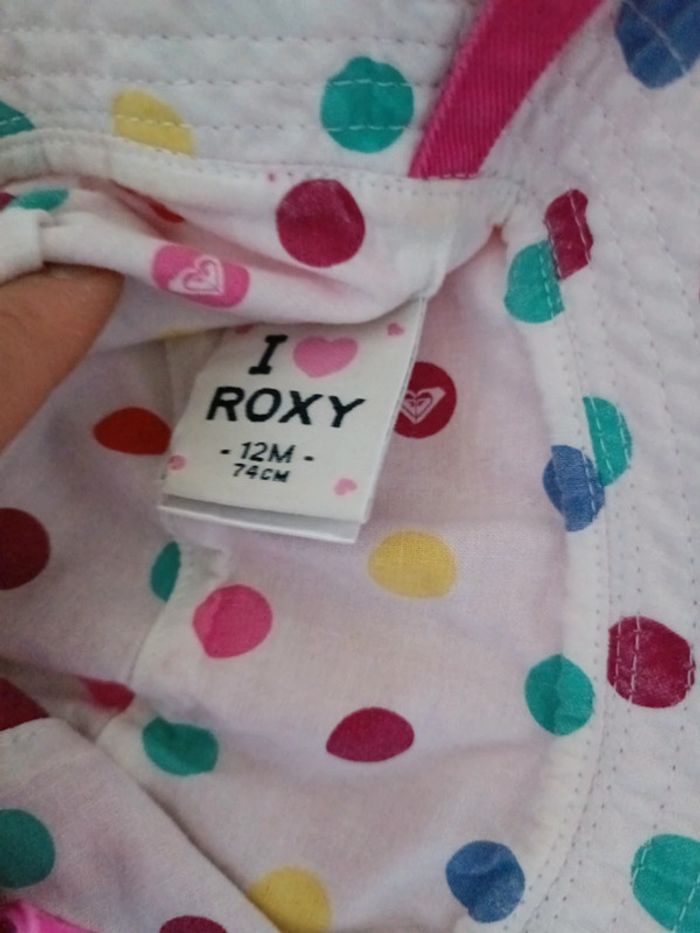 I
ROXY
- 12M -
74CM